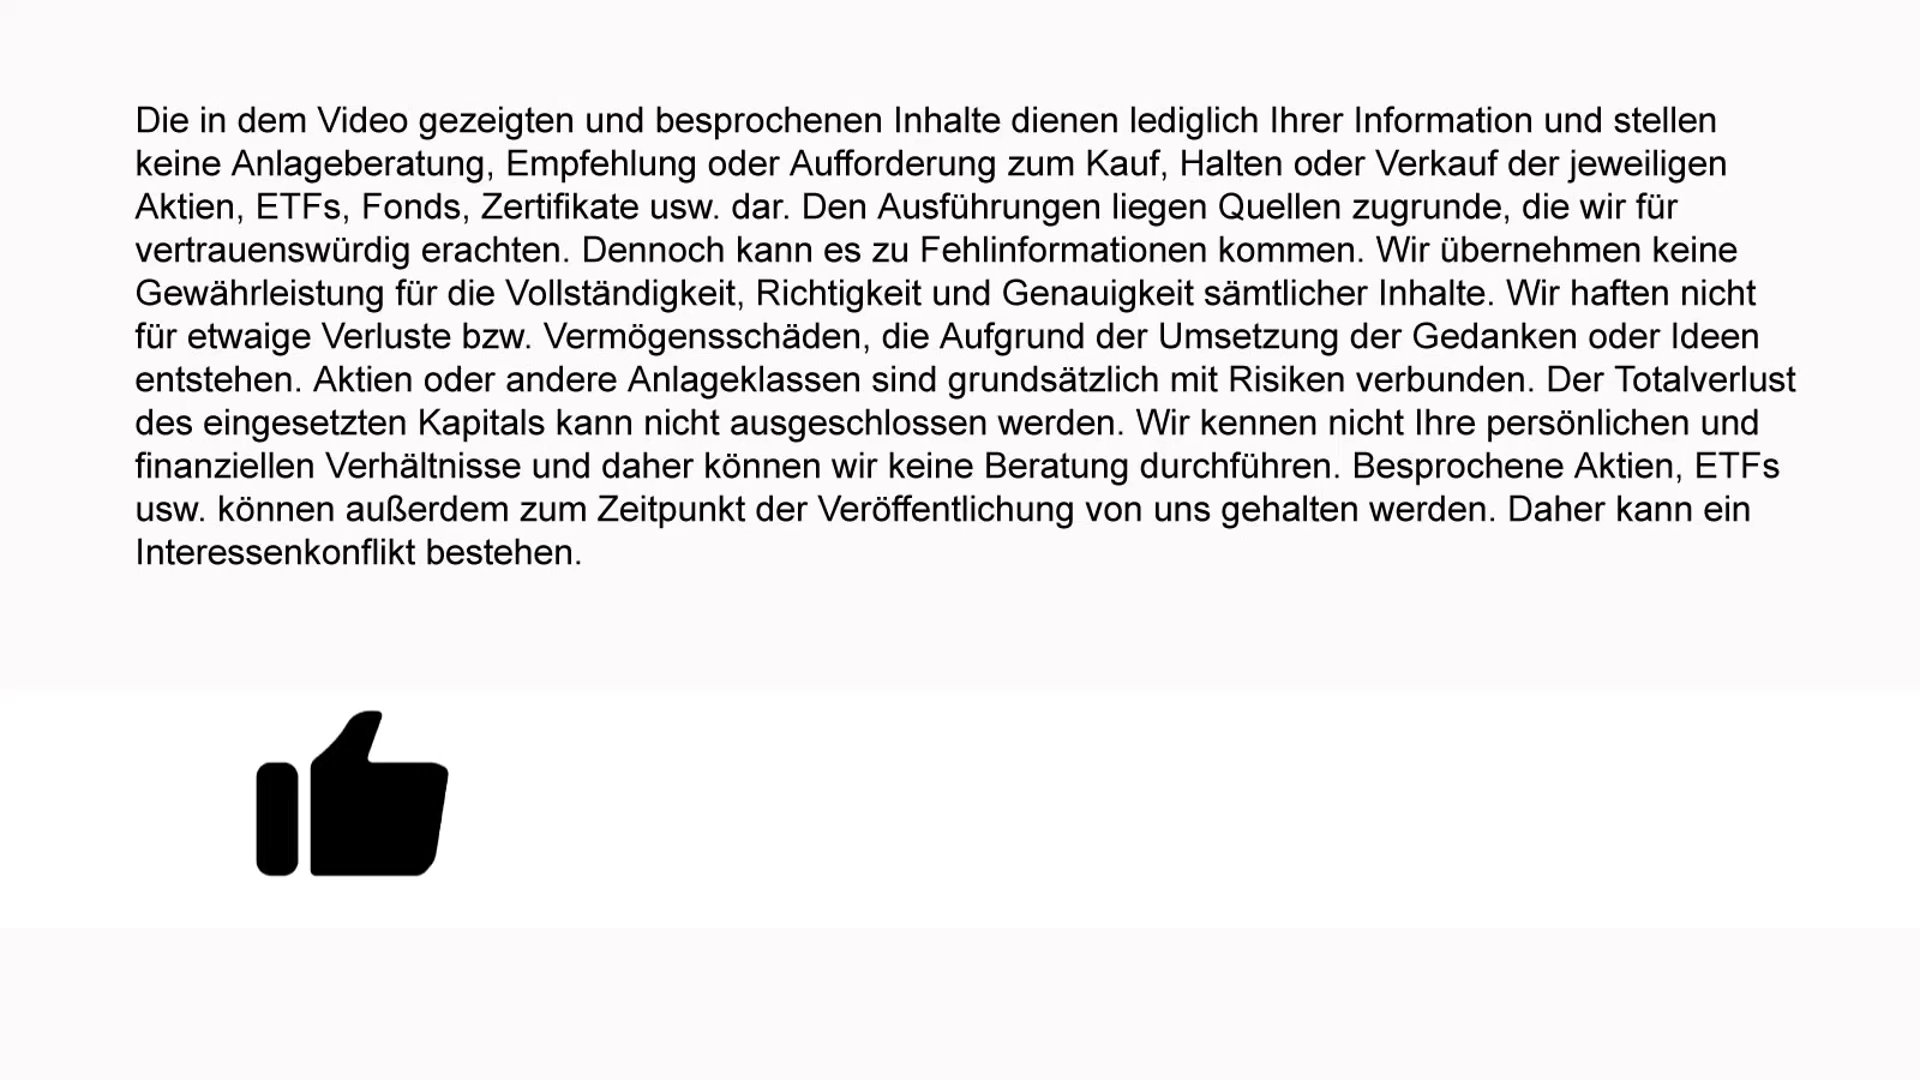 Die in dem Video gezeigten und besprochenen Inhalte dienen lediglich Ihrer Information und stellen
keine Anlageberatung, Empfehlung oder Aufforderung zum Kauf, Halten oder Verkauf der jeweiligen
Aktien, ETFs, Fonds, Zertifikate usw. dar. Den Ausführungen liegen Quellen zugrunde, die wir für
vertrauenswürdig erachten. Dennoch kann es zu Fehlinformationen kommen. Wir übernehmen keine
Gewährleistung für die Vollständigkeit, Richtigkeit und Genauigkeit sämtlicher Inhalte. Wir haften nicht
für etwaige Verluste bzw. Vermögensschäden, die Aufgrund der Umsetzung der Gedanken oder Ideen
entstehen. Aktien oder andere Anlageklassen sind grundsätzlich mit Risiken verbunden. Der Totalverlust
des eingesetzten Kapitals kann nicht ausgeschlossen werden. Wir kennen nicht Ihre persönlichen und
finanziellen Verhältnisse und daher können wir keine Beratung durchführen. Besprochene Aktien, ETFs
usw. können außerdem zum Zeitpunkt der Veröffentlichung von uns gehalten werden. Daher kann ein
Interessenkonflikt bestehen.